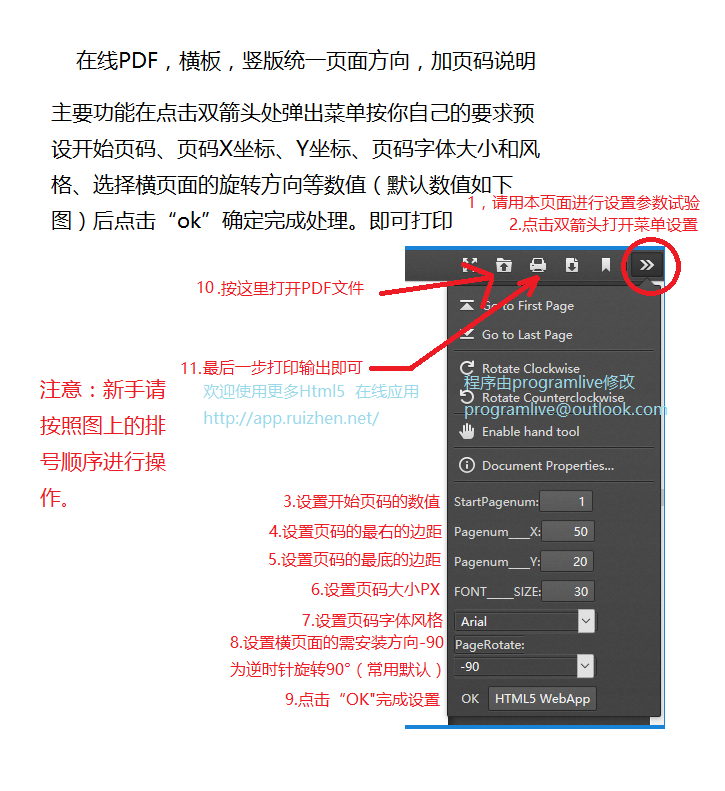 在线PDF，横板，竖版统一页面方向，加页码说明
主要功能在点击双箭头处弹出菜单按你自己的要求预
设开始页码、页码X坐标、Y坐标、页码字体大小和风
格、选择横页面的旋转方向等数值（默认数值如下
图）后点击“ok”确定完成处理。即可打印
1，请用本页面进行设置参数试验
2.点击双箭头打开菜单设置
10.按这里打开PDF文件
Go to First Page
Go to Last Page
11.最后一步打印输出即可
Rotate Clockwise
欢迎使用更多Html5 在线应用
程序由programlive修改
Rotate Counterclockwise
http://app.ruizhen.net/
programlive@outlook.com
Enable hand tool
注意：新手请
按照图上的排
号顺序进行操
作。
Document Properties...
3.设置开始页码的数值
StartPagenum: 1
4.设置页码的最右的边距
Pagenum___X: 50
5.设置页码的最底的边距
Pagenum___Y: 20
6.设置页码大小PX
FONT____SIZE: 30
7.设置页码字体风格
Arial
8.设置横页面的需安装方向-90
PageRotate:
为逆时针旋转90°（常用默认）
-90
9.点击“OK"完成设置
OK HTML5 WebApp